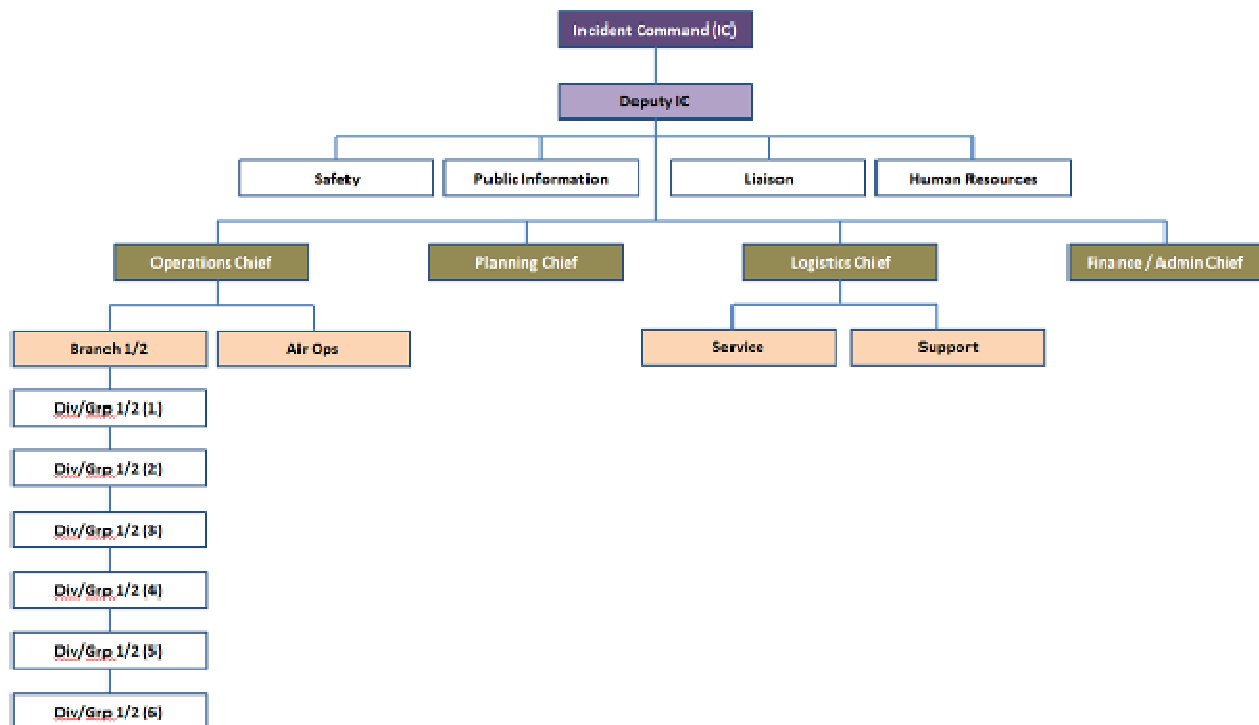 Incident Command (IC)
Deputy IC
Safety
Public Information
Liaison
Human Resources
Operations Chief
Planning Chief
Logistics Chief
Finance / Admin Chief
Branch 1/2
Air Ops
Service
Support
Div/Grp 1/2 (1)
Div/Grp 1/2 (2)
Div/Grp 1/2 (3)
Div/Grp 1/2 (4)
Div/Grp 1/2 (5)
Div/Grp 1/2 (6)